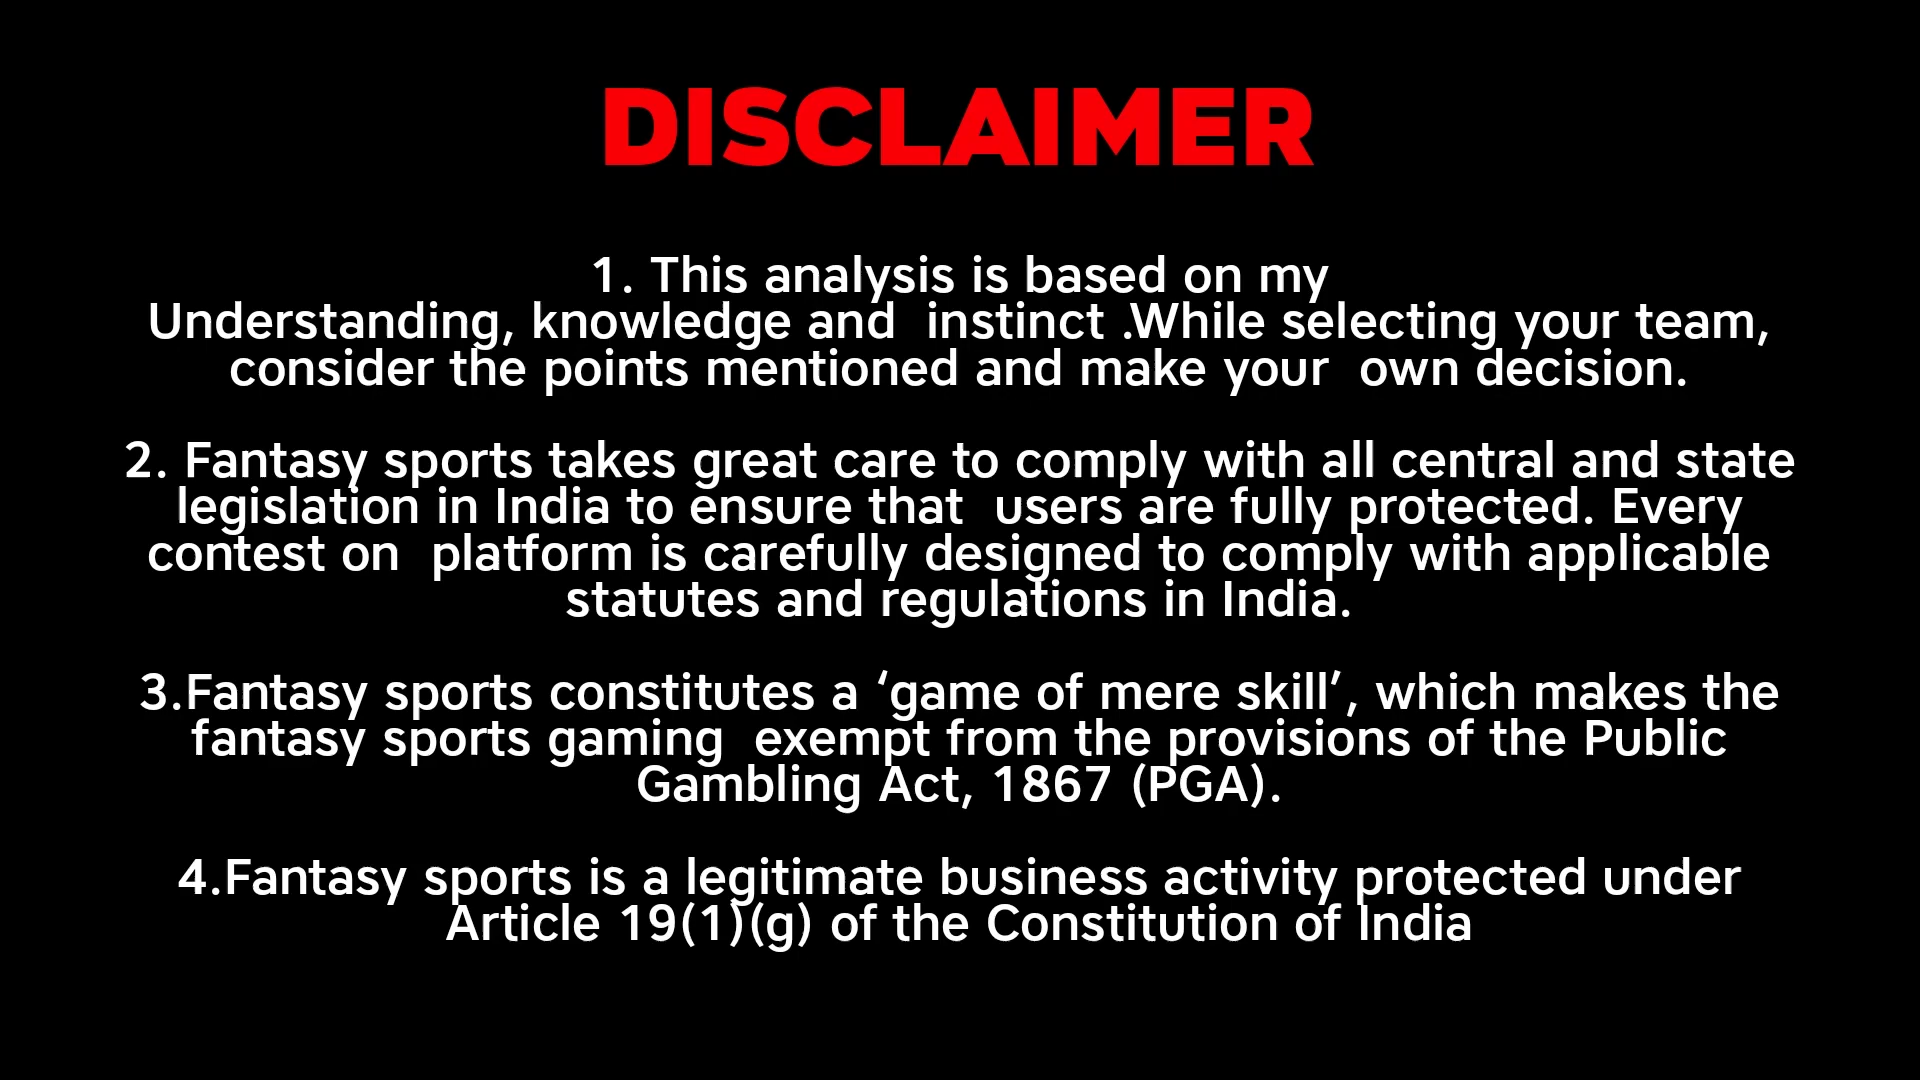 DISCLAIMER
1. This analysis is based on my
Understanding, knowledge and  instinct .While selecting your team,
consider the points mentioned and make your  own decision.
2. Fantasy sports takes great care to comply with all central and state
legislation in India to ensure that  users are fully protected. Every
contest on  platform is carefully designed to comply with applicable
statutes and regulations in India.
3.Fantasy sports constitutes a ‘game of mere skill’, which makes the
fantasy sports gaming  exempt from the provisions of the Public
Gambling Act, 1867 (PGA).
4.Fantasy sports is a legitimate business activity protected under
Article 19(1)(g) of the Constitution of India